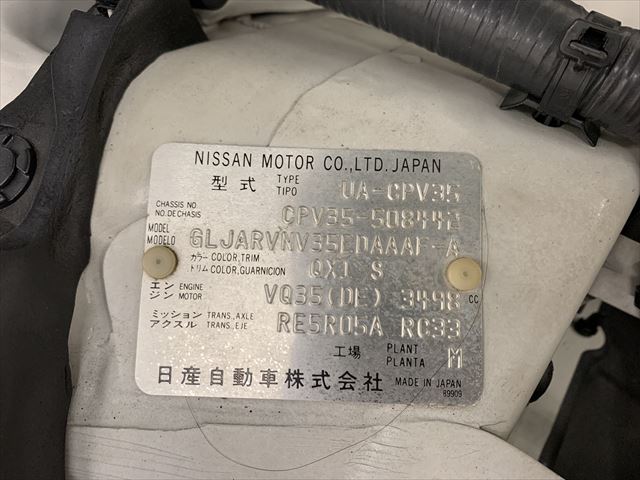 NISSAN MOTOR CO.,LTD. JAPAN
型式 TYPE TIPO UA-CPV35
CHASSIS NO NO.DE CHASIS CPV35-508442
MODEL MODELO GLJARVMV35EDAAAF-A
カラー COLOR,TRIM トリム COLOR,GUARNICION QX1 S
エンジン ENGINE MOTOR VQ35(DE) 3498 CC
ミッション TRANS.,AXLE アクスル TRANS.,EJE RE5R05A RC33
工場 PLANT PLANTA M
日産自動車株式会社 MADE IN JAPAN
89909